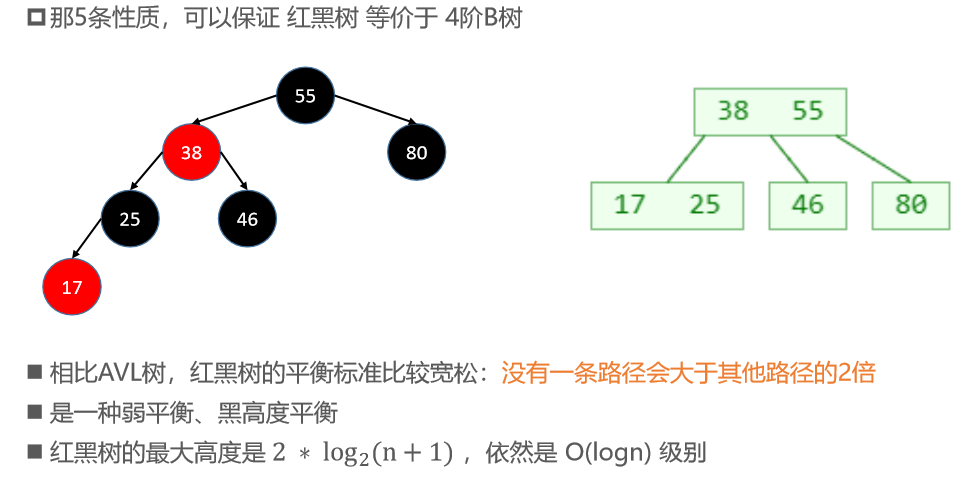 那5条性质，可以保证 红黑树 等价于 4阶B树
55
38 80
25 46
17
38 55
17 25 46 80
相比AVL树，红黑树的平衡标准比较宽松：没有一条路径会大于其他路径的2倍
是一种弱平衡、黑高度平衡
红黑树的最大高度是 2 ∗ log₂(n + 1) ，依然是 O(logn) 级别